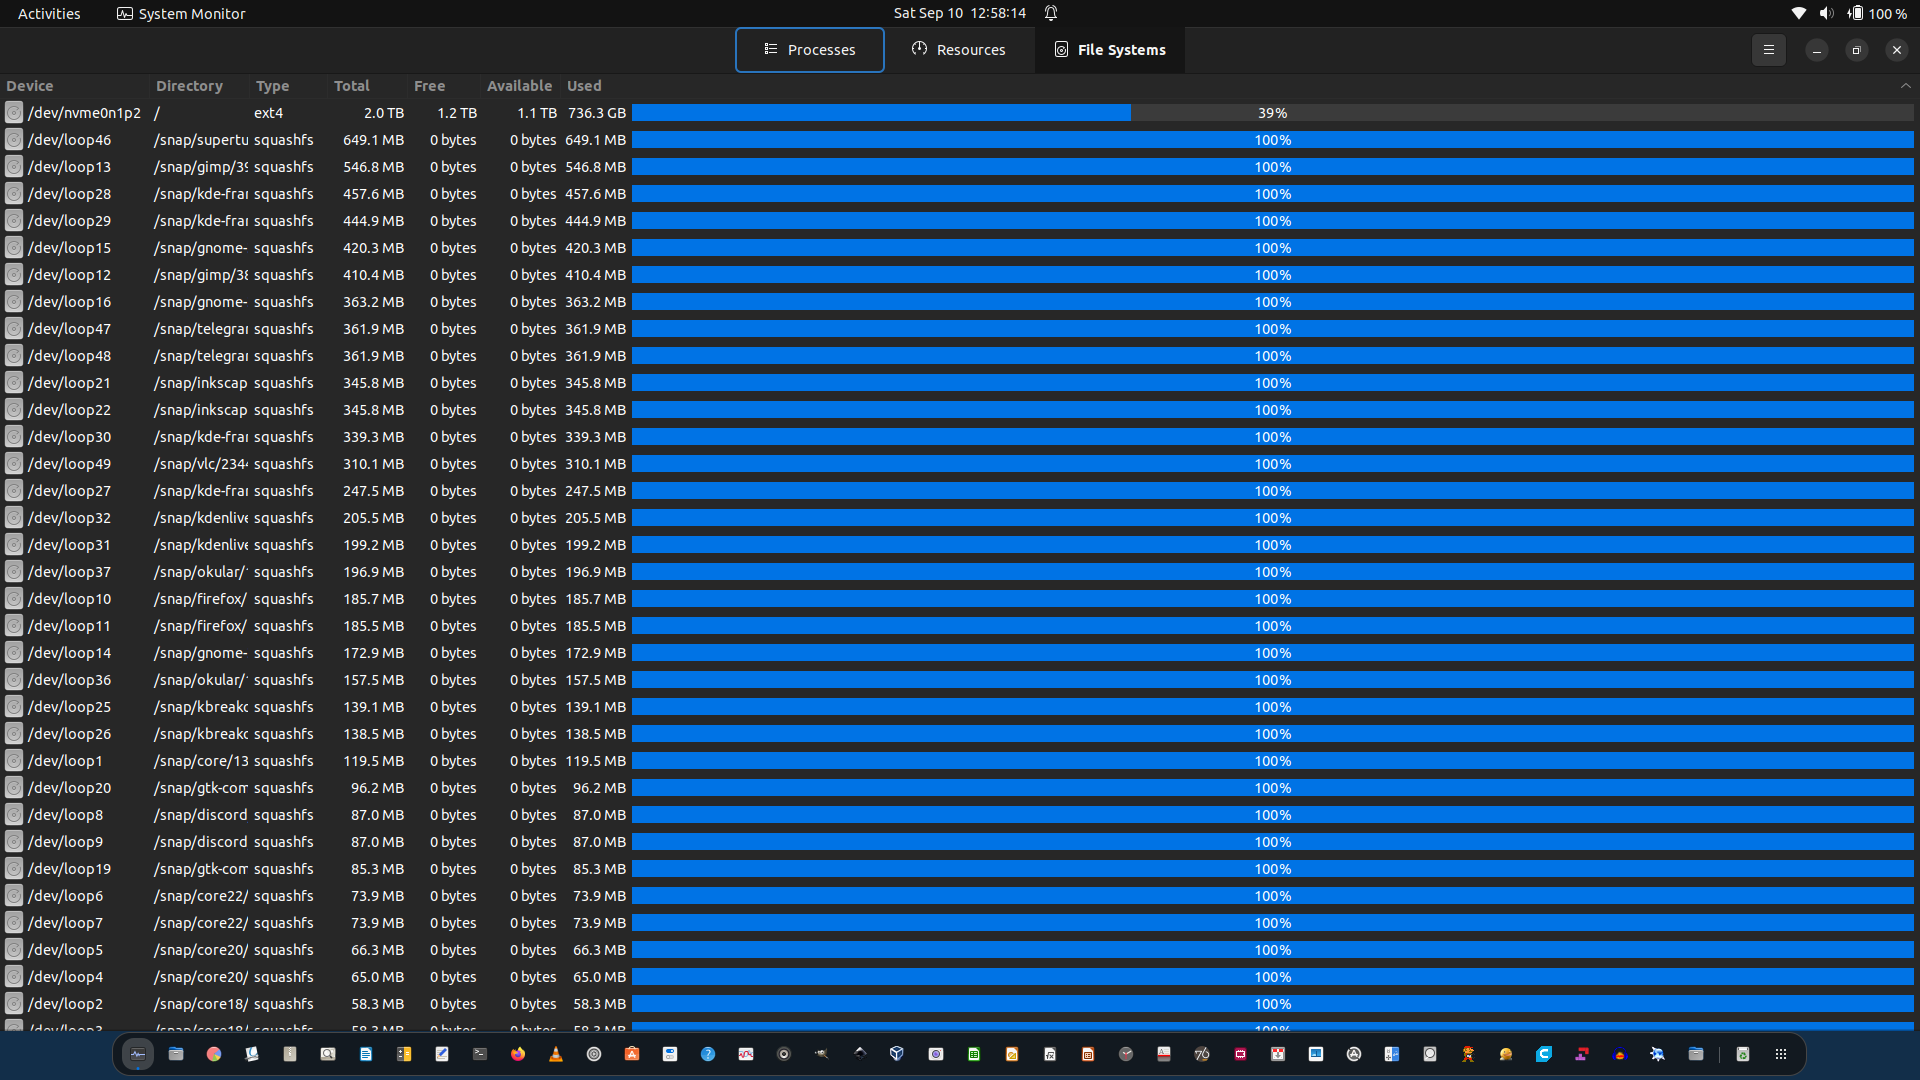 Activities System Monitor Sat Sep 10 12:58:14 100 %
Processes Resources File Systems
Device Directory Type Total Free Available Used
/dev/nvme0n1p2 / ext4 2.0 TB 1.2 TB 1.1 TB 736.3 GB 39%
/dev/loop46 /snap/supertu squashfs 649.1 MB 0 bytes 0 bytes 649.1 MB 100%
/dev/loop13 /snap/gimp/39 squashfs 546.8 MB 0 bytes 0 bytes 546.8 MB 100%
/dev/loop28 /snap/kde-frar squashfs 457.6 MB 0 bytes 0 bytes 457.6 MB 100%
/dev/loop29 /snap/kde-frar squashfs 444.9 MB 0 bytes 0 bytes 444.9 MB 100%
/dev/loop15 /snap/gnome- squashfs 420.3 MB 0 bytes 0 bytes 420.3 MB 100%
/dev/loop12 /snap/gimp/38 squashfs 410.4 MB 0 bytes 0 bytes 410.4 MB 100%
/dev/loop16 /snap/gnome- squashfs 363.2 MB 0 bytes 0 bytes 363.2 MB 100%
/dev/loop47 /snap/telegrar squashfs 361.9 MB 0 bytes 0 bytes 361.9 MB 100%
/dev/loop48 /snap/telegrar squashfs 361.9 MB 0 bytes 0 bytes 361.9 MB 100%
/dev/loop21 /snap/inkscap squashfs 345.8 MB 0 bytes 0 bytes 345.8 MB 100%
/dev/loop22 /snap/inkscap squashfs 345.8 MB 0 bytes 0 bytes 345.8 MB 100%
/dev/loop30 /snap/kde-frar squashfs 339.3 MB 0 bytes 0 bytes 339.3 MB 100%
/dev/loop49 /snap/vlc/2344 squashfs 310.1 MB 0 bytes 0 bytes 310.1 MB 100%
/dev/loop27 /snap/kde-frar squashfs 247.5 MB 0 bytes 0 bytes 247.5 MB 100%
/dev/loop32 /snap/kdenlive squashfs 205.5 MB 0 bytes 0 bytes 205.5 MB 100%
/dev/loop31 /snap/kdenlive squashfs 199.2 MB 0 bytes 0 bytes 199.2 MB 100%
/dev/loop37 /snap/okular/ squashfs 196.9 MB 0 bytes 0 bytes 196.9 MB 100%
/dev/loop10 /snap/firefox/ squashfs 185.7 MB 0 bytes 0 bytes 185.7 MB 100%
/dev/loop11 /snap/firefox/ squashfs 185.5 MB 0 bytes 0 bytes 185.5 MB 100%
/dev/loop14 /snap/gnome- squashfs 172.9 MB 0 bytes 0 bytes 172.9 MB 100%
/dev/loop36 /snap/okular/ squashfs 157.5 MB 0 bytes 0 bytes 157.5 MB 100%
/dev/loop25 /snap/kbreakc squashfs 139.1 MB 0 bytes 0 bytes 139.1 MB 100%
/dev/loop26 /snap/kbreakc squashfs 138.5 MB 0 bytes 0 bytes 138.5 MB 100%
/dev/loop1 /snap/core/13 squashfs 119.5 MB 0 bytes 0 bytes 119.5 MB 100%
/dev/loop20 /snap/gtk-com squashfs 96.2 MB 0 bytes 0 bytes 96.2 MB 100%
/dev/loop8 /snap/discord squashfs 87.0 MB 0 bytes 0 bytes 87.0 MB 100%
/dev/loop9 /snap/discord squashfs 87.0 MB 0 bytes 0 bytes 87.0 MB 100%
/dev/loop19 /snap/gtk-com squashfs 85.3 MB 0 bytes 0 bytes 85.3 MB 100%
/dev/loop6 /snap/core22/ squashfs 73.9 MB 0 bytes 0 bytes 73.9 MB 100%
/dev/loop7 /snap/core22/ squashfs 73.9 MB 0 bytes 0 bytes 73.9 MB 100%
/dev/loop5 /snap/core20/ squashfs 66.3 MB 0 bytes 0 bytes 66.3 MB 100%
/dev/loop4 /snap/core20/ squashfs 65.0 MB 0 bytes 0 bytes 65.0 MB 100%
/dev/loop2 /snap/core18/ squashfs 58.3 MB 0 bytes 0 bytes 58.3 MB 100%
/dev/loop3 /snap/core18/ squashfs 58.3 MB 0 bytes 0 bytes 58.3 MB 100%